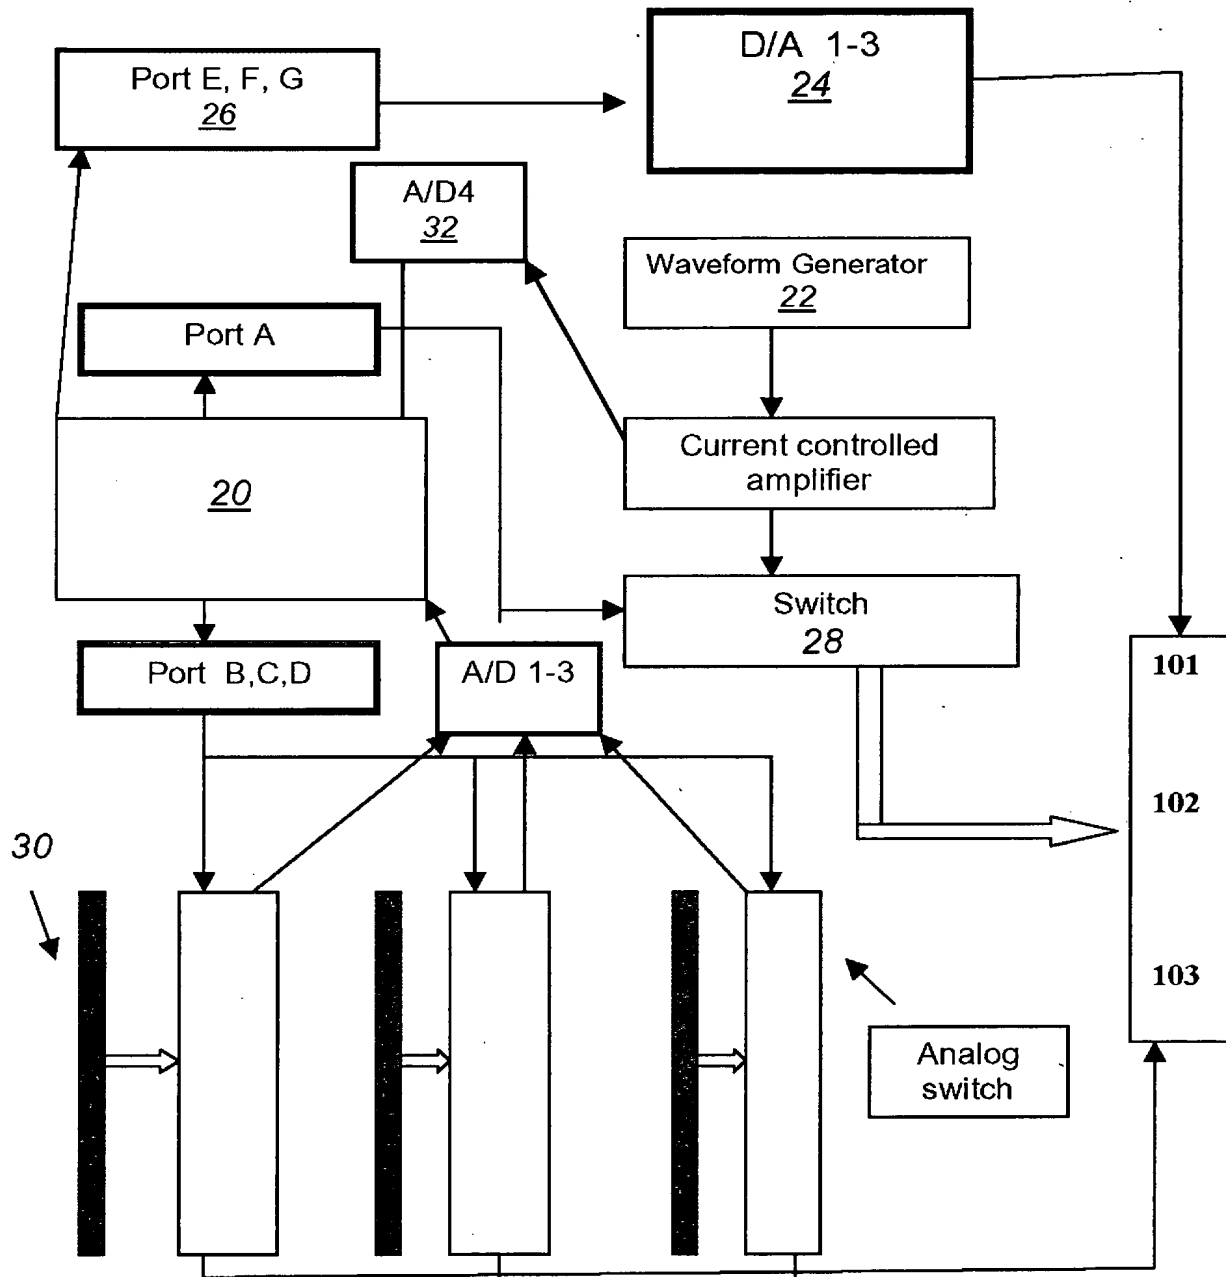 D/A 1-3
24
Port E, F, G
26
A/D4
32
Waveform Generator
22
Port A
Current controlled
amplifier
20
Switch
28
Port B,C,D
A/D 1-3
101
102
103
30
Analog
switch